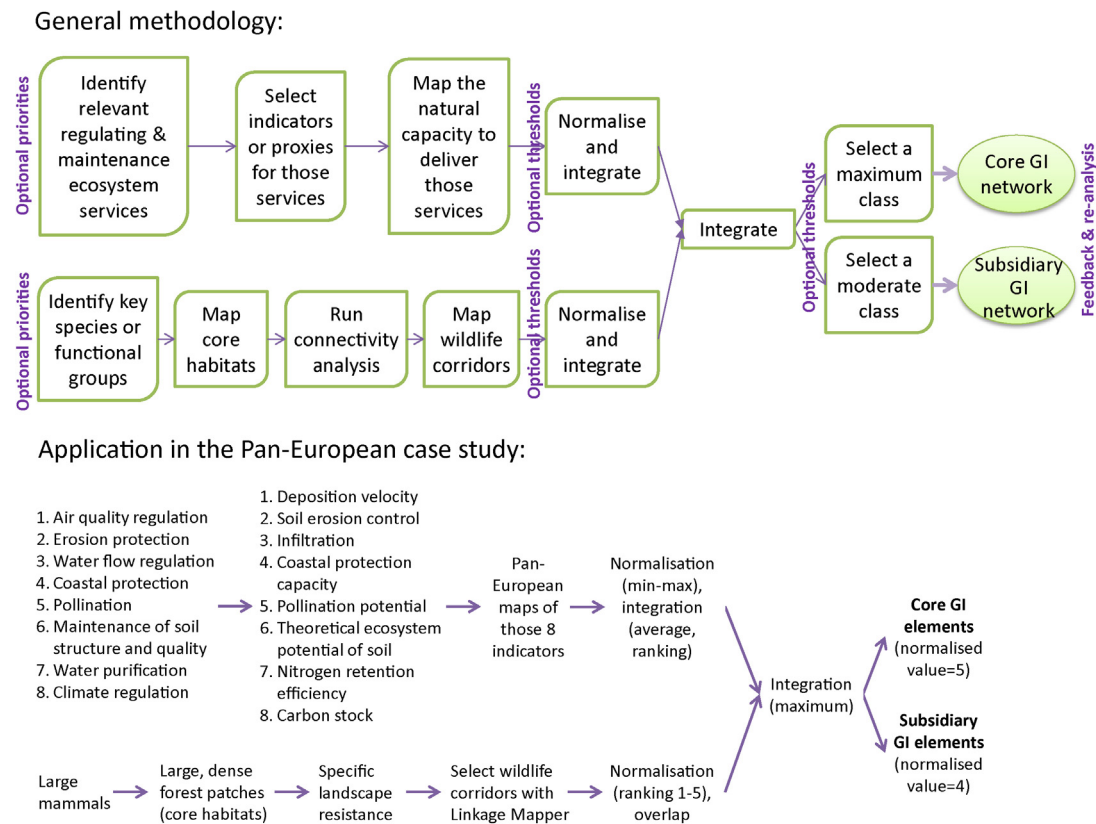 General methodology:
Optional priorities
Identify
relevant
regulating &
maintenance
ecosystem
services
Select
indicators
or proxies
for those
services
Map the
natural
capacity to
deliver
those
services
Optional thresholds
Normalise
and
integrate
Optional priorities
Identify key
species or
functional
groups
Map
core
habitats
Run
connectivity
analysis
Map
wildlife
corridors
Optional thresholds
Normalise
and
integrate
Integrate
Optional thresholds
Select a
maximum
class
Core GI
network
Select a
moderate
class
Subsidiary
GI
network
Feedback & re-analysis
Application in the Pan-European case study:
1. Air quality regulation
2. Erosion protection
3. Water flow regulation
4. Coastal protection
5. Pollination
6. Maintenance of soil
structure and quality
7. Water purification
8. Climate regulation
1. Deposition velocity
2. Soil erosion control
3. Infiltration
4. Coastal protection
capacity
5. Pollination potential
6. Theoretical ecosystem
potential of soil
7. Nitrogen retention
efficiency
8. Carbon stock
Pan-
European
maps of
those 8
indicators
Normalisation
(min-max),
integration
(average,
ranking)
Large
mammals
Large, dense
forest patches
(core habitats)
Specific
landscape
resistance
Select wildlife
corridors with
Linkage Mapper
Normalisation
(ranking 1-5),
overlap
Integration
(maximum)
Core GI
elements
(normalised
value=5)
Subsidiary
GI elements
(normalised
value=4)